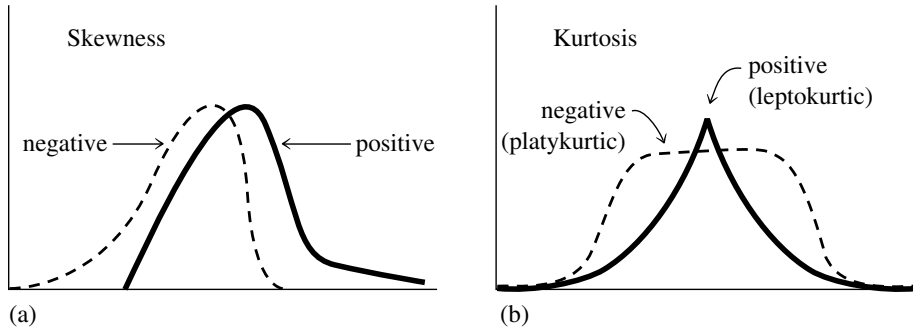 Skewness
negative
positive
(a)
Kurtosis
positive
(leptokurtic)
negative
(platykurtic)
(b)